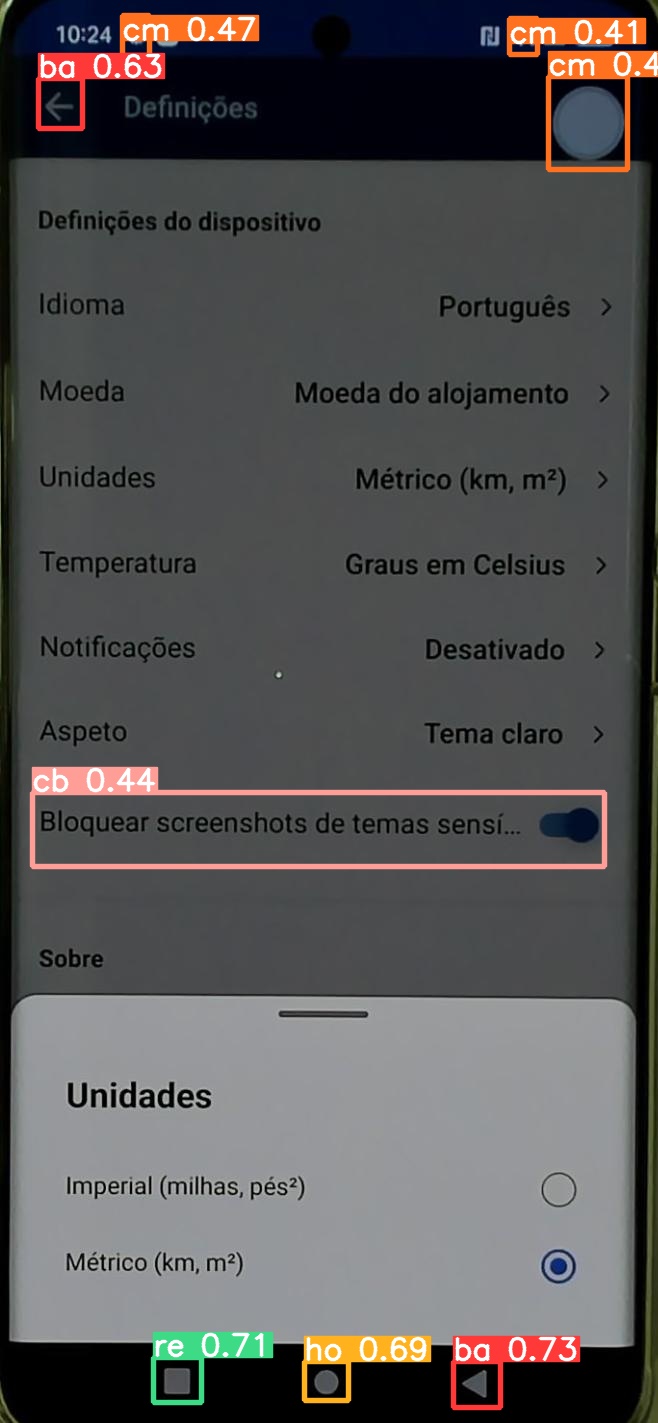 10:24 cm 0.47 cm 0.41
ba 0.63 cm 0.4
Definições
Definições do dispositivo
Idioma Português
Moeda Moeda do alojamento
Unidades Métrico (km, m²)
Temperatura Graus em Celsius
Notificações Desativado
Aspeto Tema claro
cb 0.44
Bloquear screenshots de temas sensí...
Sobre
Unidades
Imperial (milhas, pés²)
Métrico (km, m²)
re 0.71 ho 0.69 ba 0.73